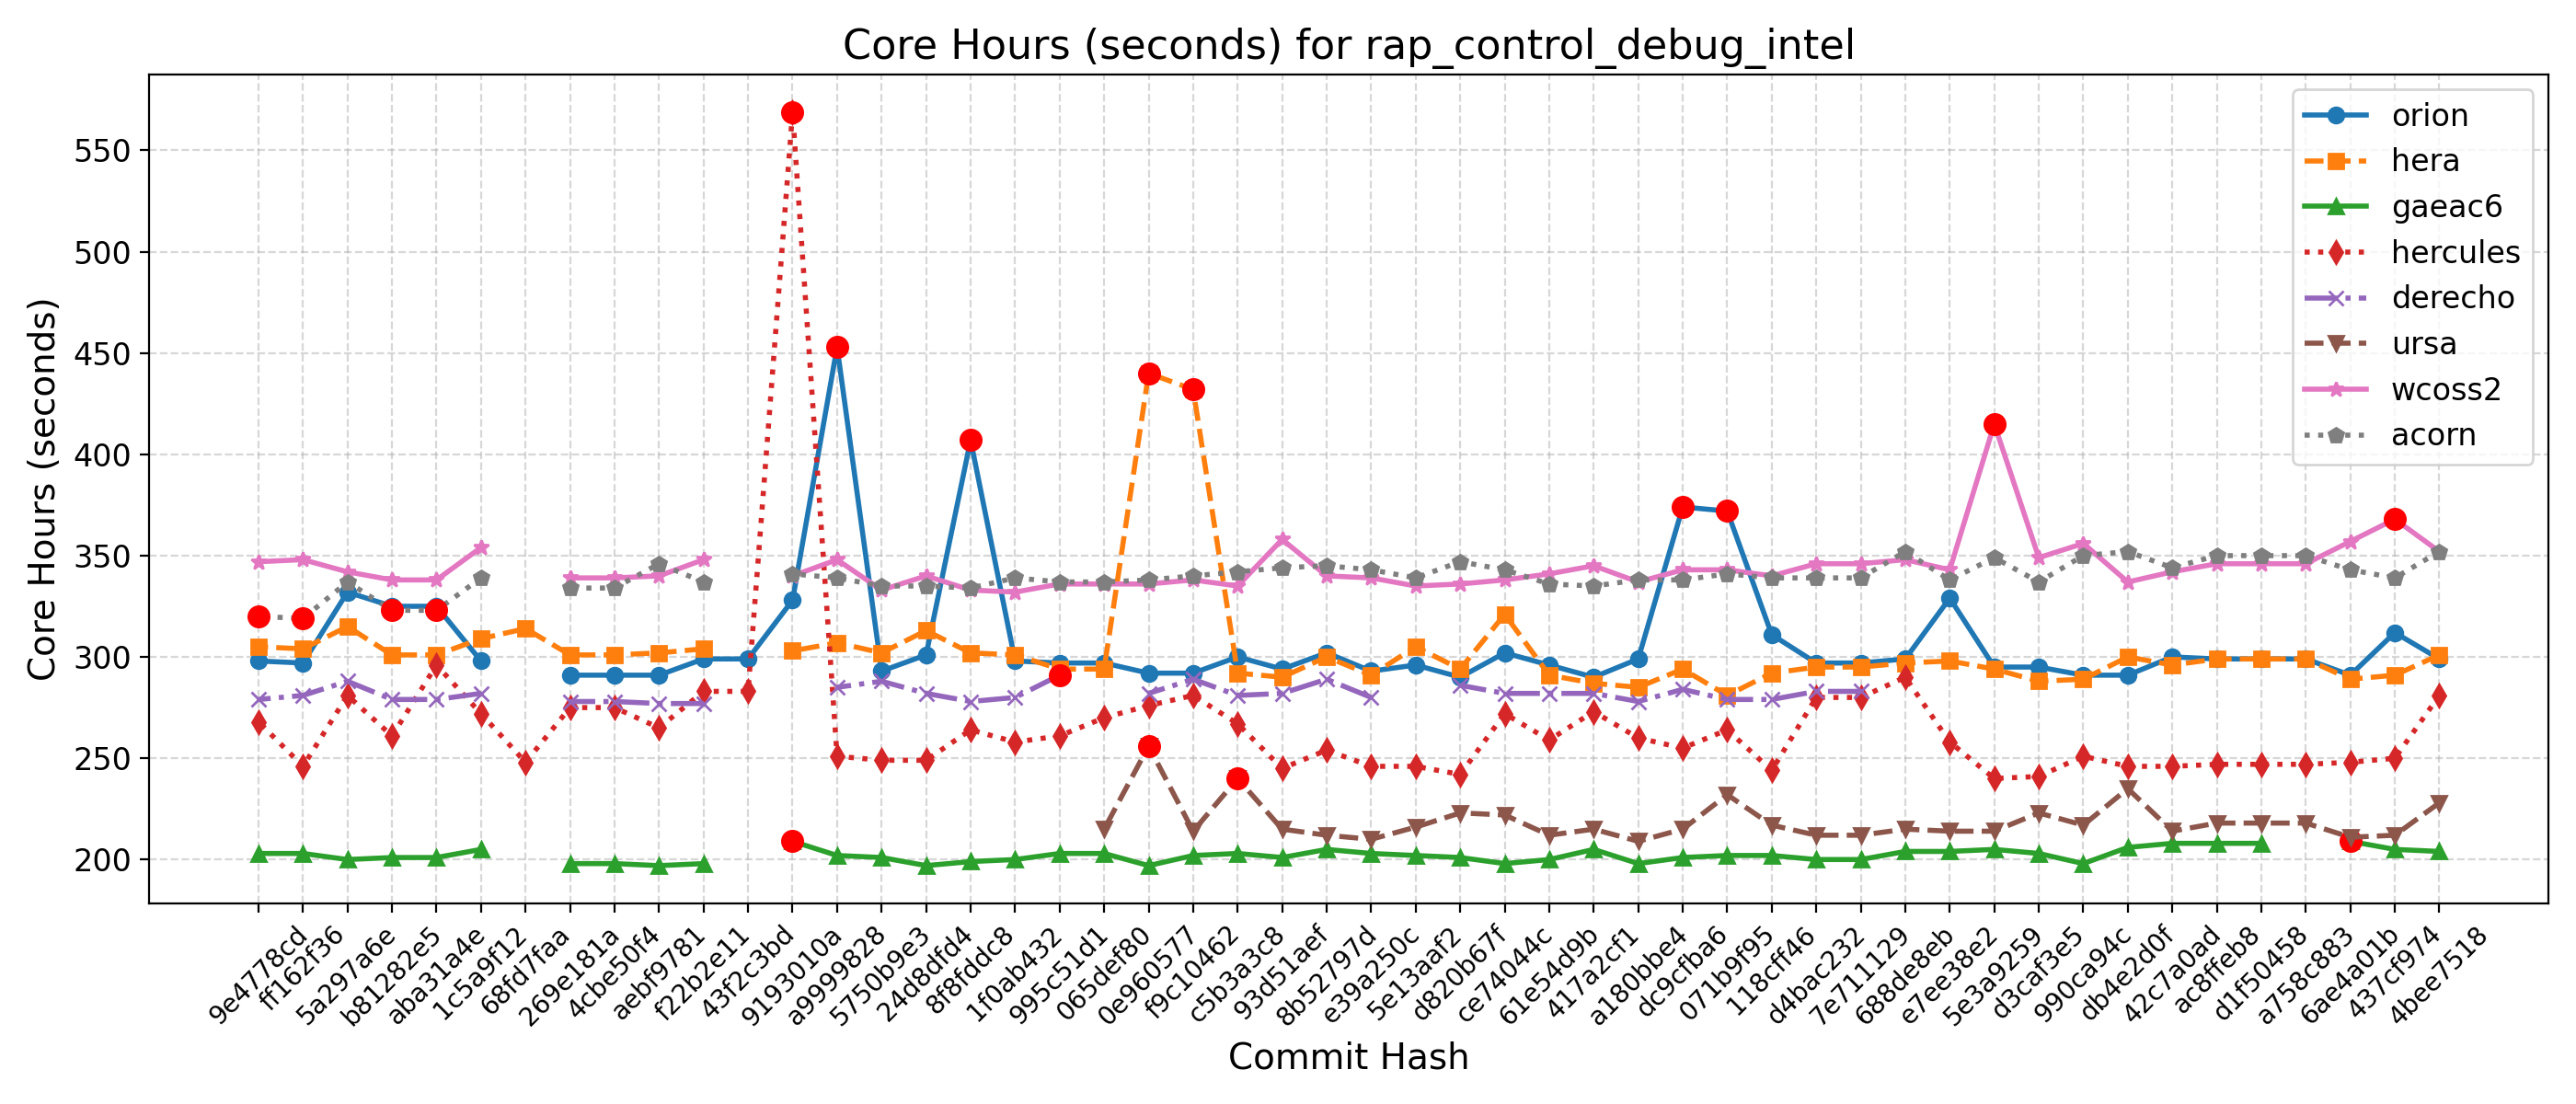 Core Hours (seconds) for rap_control_debug_intel
Core Hours (seconds)
550
500
450
400
350
300
250
200
orion
hera
gaeac6
hercules
derecho
ursa
wcoss2
acorn
9e4778cd
ff162f36
5a297a6e
b81282e5
aba31a4e
1c5a9f12
68fd7faa
269e181a
4cbe50f4
aebf9781
f22b2e11
43f2c3bd
9193010a
a9999828
5750b9e3
24d8dfd4
8f8fddc8
1f0ab432
995c51d1
065def80
0e960577
f9c10462
c5b3a3c8
93d51aef
8b52797d
e39a250c
5e13aaf2
d820b67f
ce74044c
61e54d9b
417a2cf1
a180bbe4
dc9cfba6
071b9f95
118cff46
d4bac232
7e711129
688de8eb
e7ee38e2
5e3a9259
d3caf3e5
990ca94c
db4e2d0f
42c7a0ad
ac8ffeb8
d1f50458
a758c883
6ae4a01b
437cf974
4bee7518
Commit Hash